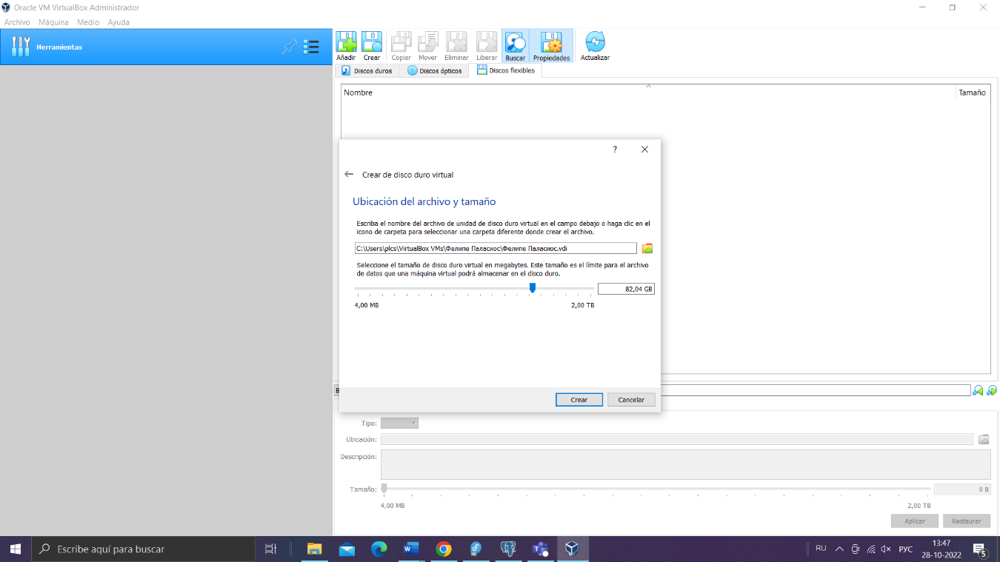 Oracle VM VirtualBox Administrador
Archivo Máquina Medio Ayuda
Herramientas
Añadir Crear Copiar Mover Eliminar Liberar Buscar Propiedades Actualizar
Discos duros Discos ópticos Discos flexibles
Nombre Tamaño
?
Crear de disco duro virtual
Ubicación del archivo y tamaño
Escriba el nombre del archivo de unidad de disco duro virtual en el campo debajo o haga clic en el
icono de carpeta para seleccionar una carpeta diferente donde crear el archivo.
C:\Users\plcs\VirtualBox VMs\Фелипе Паласиос\Фелипе Паласиос.vdi
Seleccione el tamaño de disco duro virtual en megabytes. Este tamaño es el límite para el archivo
de datos que una máquina virtual podrá almacenar en el disco duro.
82,04 GB
4,00 MB 2,00 TB
Crear Cancelar
Tipo:
Ubicación:
Descripción:
Tamaño: 0 B
4,00 MB 2,00 TB
Aplicar Restaurar
Escribe aquí para buscar
RU РУС 13:47
28-10-2022 5